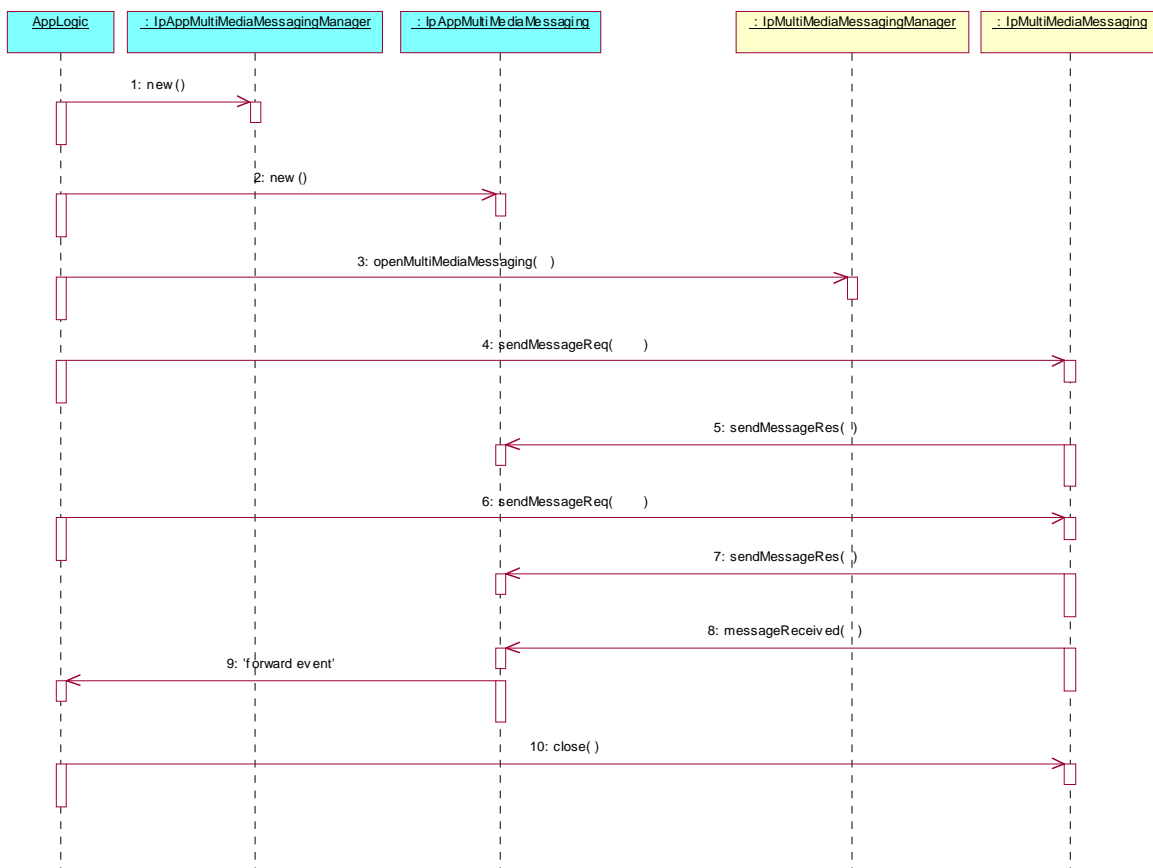 AppLogic
: IpAppMultiMediaMessagingManager
: IpAppMultiMediaMessaging
: IpMultiMediaMessagingManager
: IpMultiMediaMessaging
1: new()
2: new()
3: openMultiMediaMessaging( )
4: sendMessageReq( )
5: sendMessageRes( )
6: sendMessageReq( )
7: sendMessageRes( )
8: messageReceived( )
9: 'forward event'
10: close( )